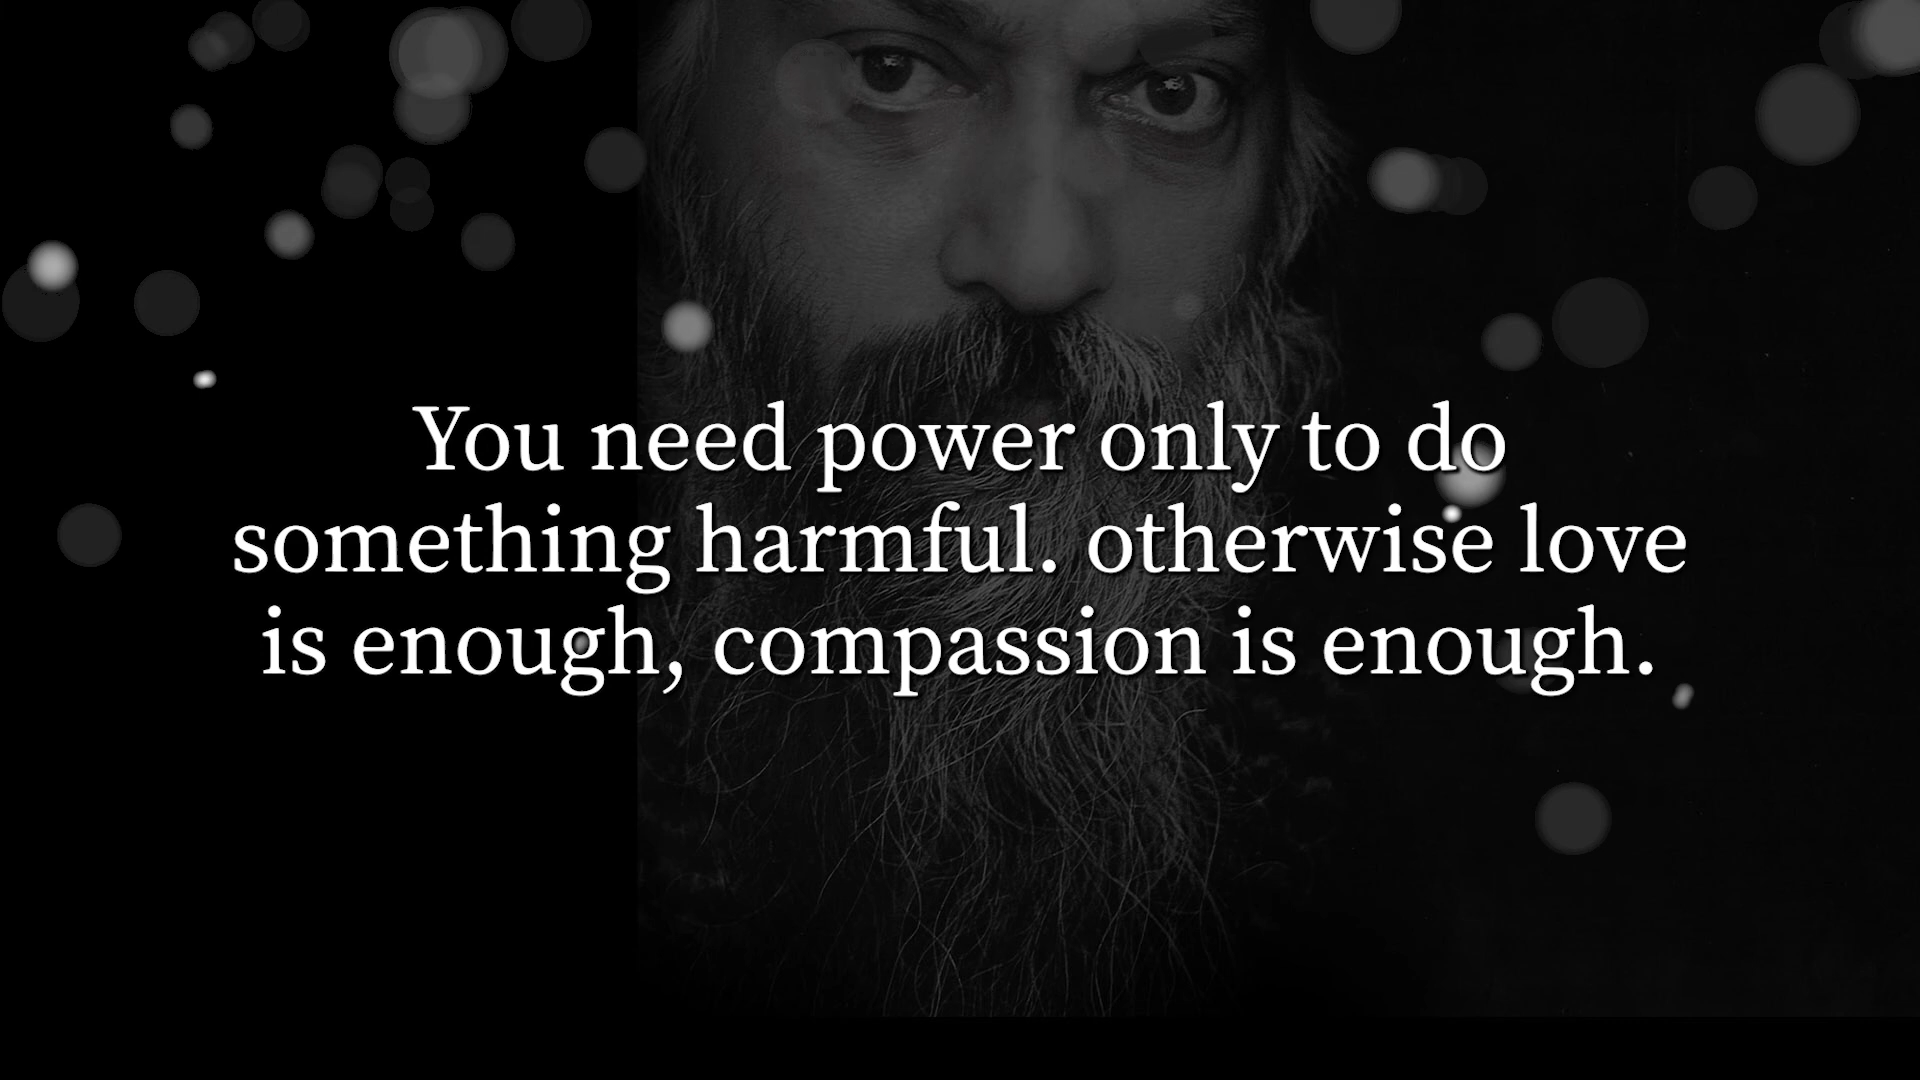 You need power only to do
something harmful. otherwise love
is enough, compassion is enough.